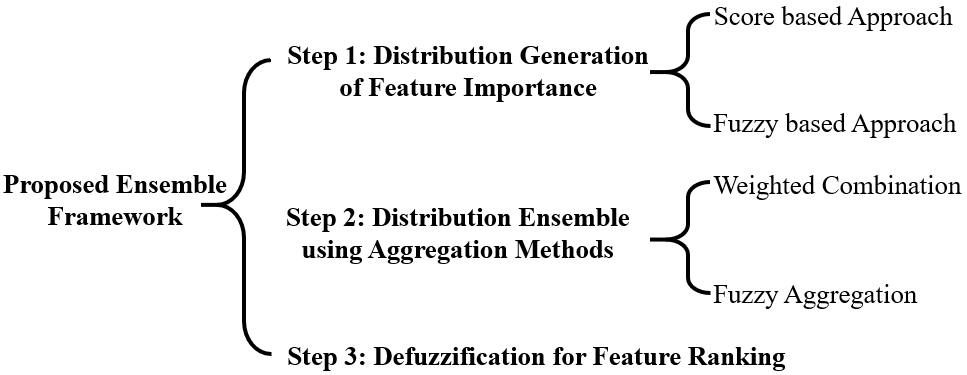 Proposed Ensemble
Framework
Step 1: Distribution Generation
of Feature Importance
Score based Approach
Fuzzy based Approach
Step 2: Distribution Ensemble
using Aggregation Methods
Weighted Combination
Fuzzy Aggregation
Step 3: Defuzzification for Feature Ranking